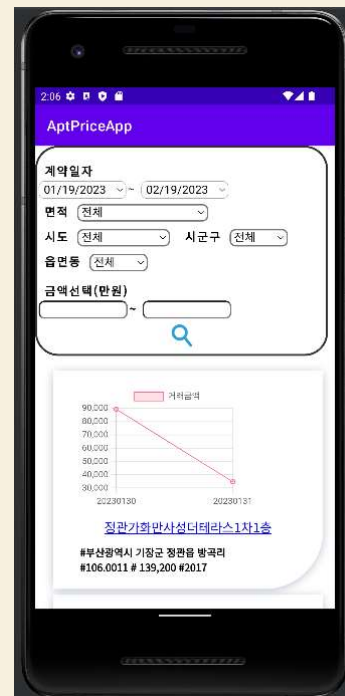 2:06
AptPriceApp
계약일자
01/19/2023 ~ 02/19/2023
면적 전체
시도 전체 시군구 전체
읍면동 전체
금액선택(만원)
~
거래금액
90,000
80,000
70,000
60,000
50,000
40,000
30,000
20230130 20230131
정관가화만사성더테라스1차1층
#부산광역시 기장군 정관읍 방곡리
#106.0011 # 139,200 #2017